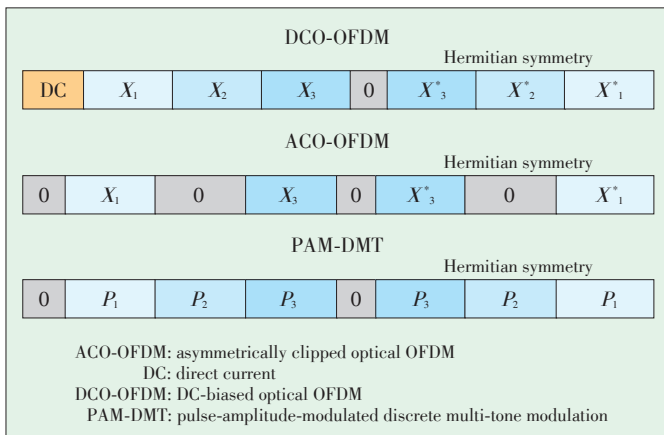 DCO-OFDM
Hermitian symmetry
DC X₁ X₂ X₃ 0 X*₃ X*₂ X*₁
ACO-OFDM
Hermitian symmetry
0 X₁ 0 X₃ 0 X*₃ 0 X*₁
PAM-DMT
Hermitian symmetry
0 P₁ P₂ P₃ 0 P₃ P₂ P₁
ACO-OFDM: asymmetrically clipped optical OFDM
DC: direct current
DCO-OFDM: DC-biased optical OFDM
PAM-DMT: pulse-amplitude-modulated discrete multi-tone modulation